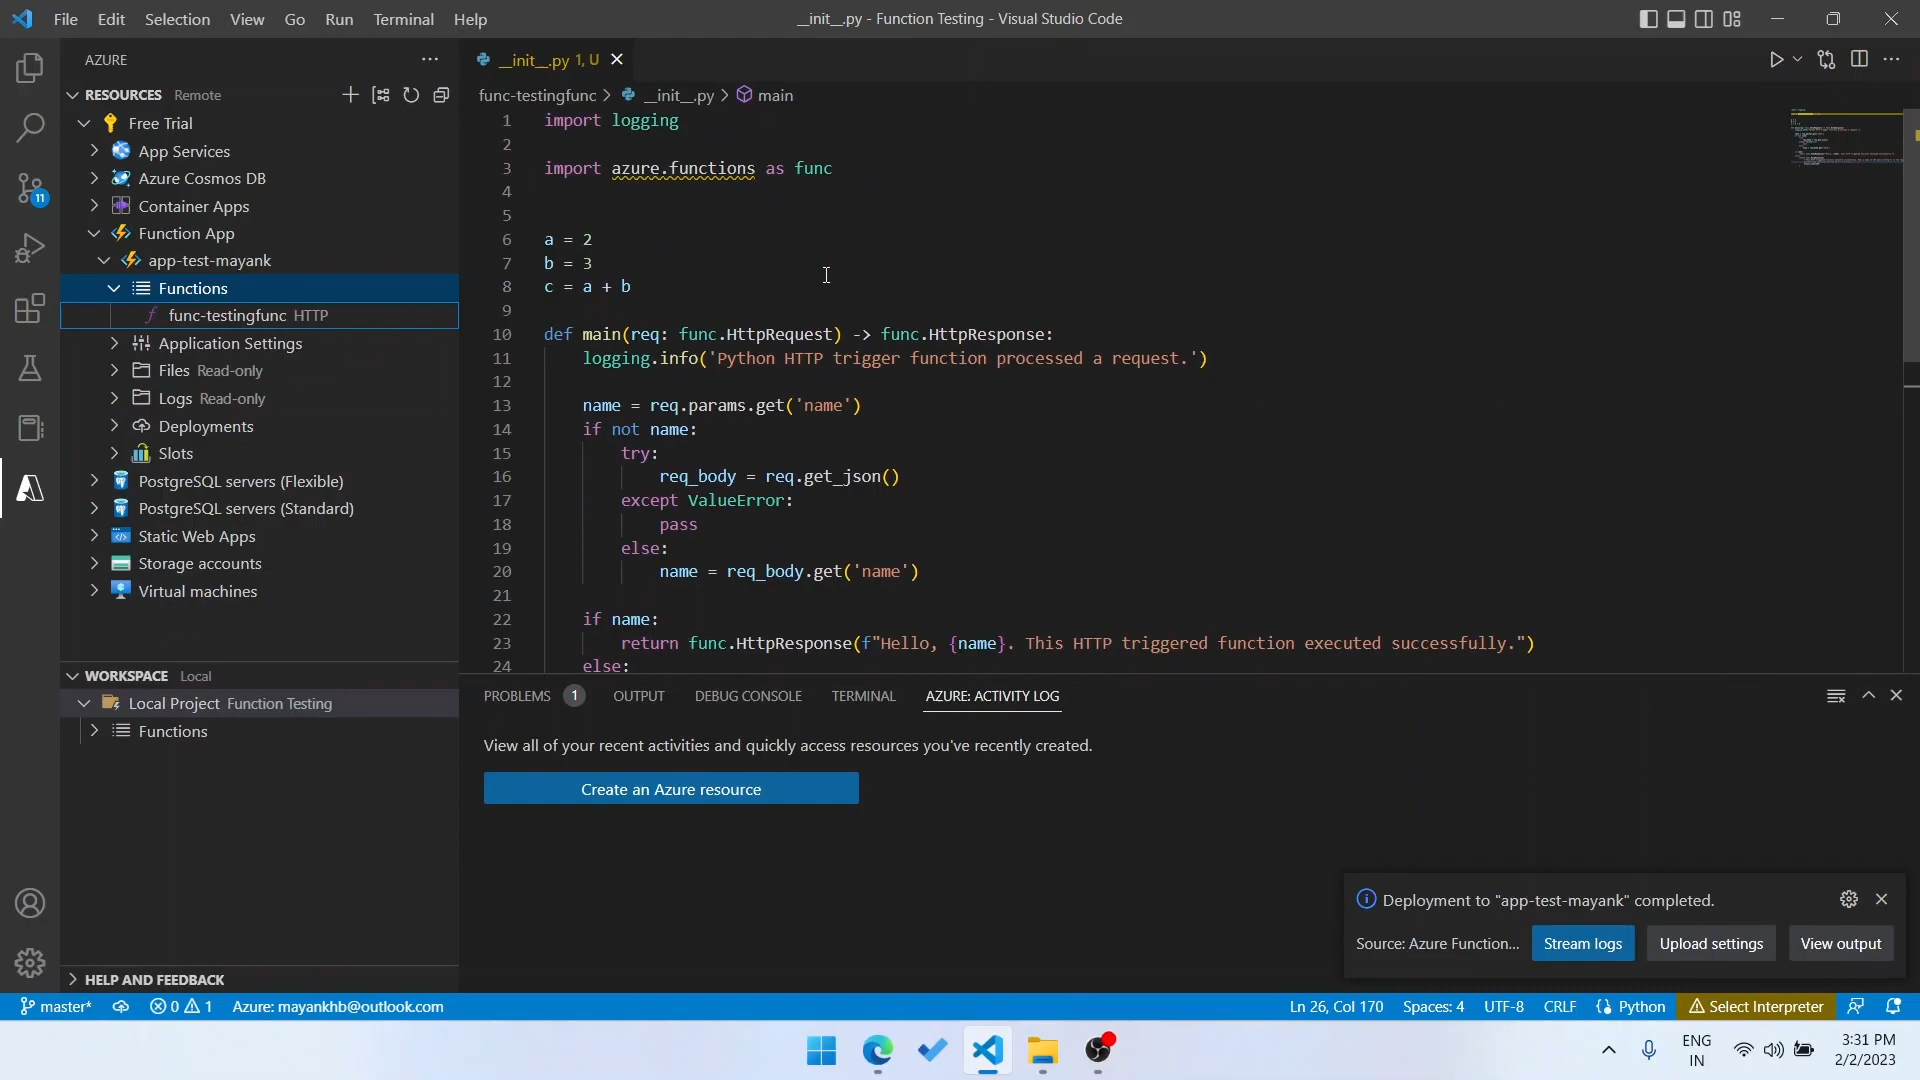 File Edit Selection View Go Run Terminal Help
__init__.py - Function Testing - Visual Studio Code
AZURE
RESOURCES Remote
Free Trial
App Services
Azure Cosmos DB
Container Apps
Function App
app-test-mayank
Functions
func-testingfunc HTTP
Application Settings
Files Read-only
Logs Read-only
Deployments
Slots
PostgreSQL servers (Flexible)
PostgreSQL servers (Standard)
Static Web Apps
Storage accounts
Virtual machines
WORKSPACE Local
Local Project Function Testing
Functions
HELP AND FEEDBACK
11
__init__.py 1, U
func-testingfunc > __init__.py > main
1 import logging
2
3 import azure.functions as func
4
5
6 a = 2
7 b = 3
8 c = a + b
9
10 def main(req: func.HttpRequest) -> func.HttpResponse:
11 logging.info('Python HTTP trigger function processed a request.')
12
13 name = req.params.get('name')
14 if not name:
15 try:
16 req_body = req.get_json()
17 except ValueError:
18 pass
19 else:
20 name = req_body.get('name')
21
22 if name:
23 return func.HttpResponse(f"Hello, {name}. This HTTP triggered function executed successfully.")
24 else:
PROBLEMS 1 OUTPUT DEBUG CONSOLE TERMINAL AZURE: ACTIVITY LOG
View all of your recent activities and quickly access resources you've recently created.
Create an Azure resource
Deployment to "app-test-mayank" completed.
Source: Azure Function... Stream logs Upload settings View output
master* 0 1 Azure: mayankhb@outlook.com Ln 26, Col 170 Spaces: 4 UTF-8 CRLF Python Select Interpreter
ENG
IN
3:31 PM
2/2/2023